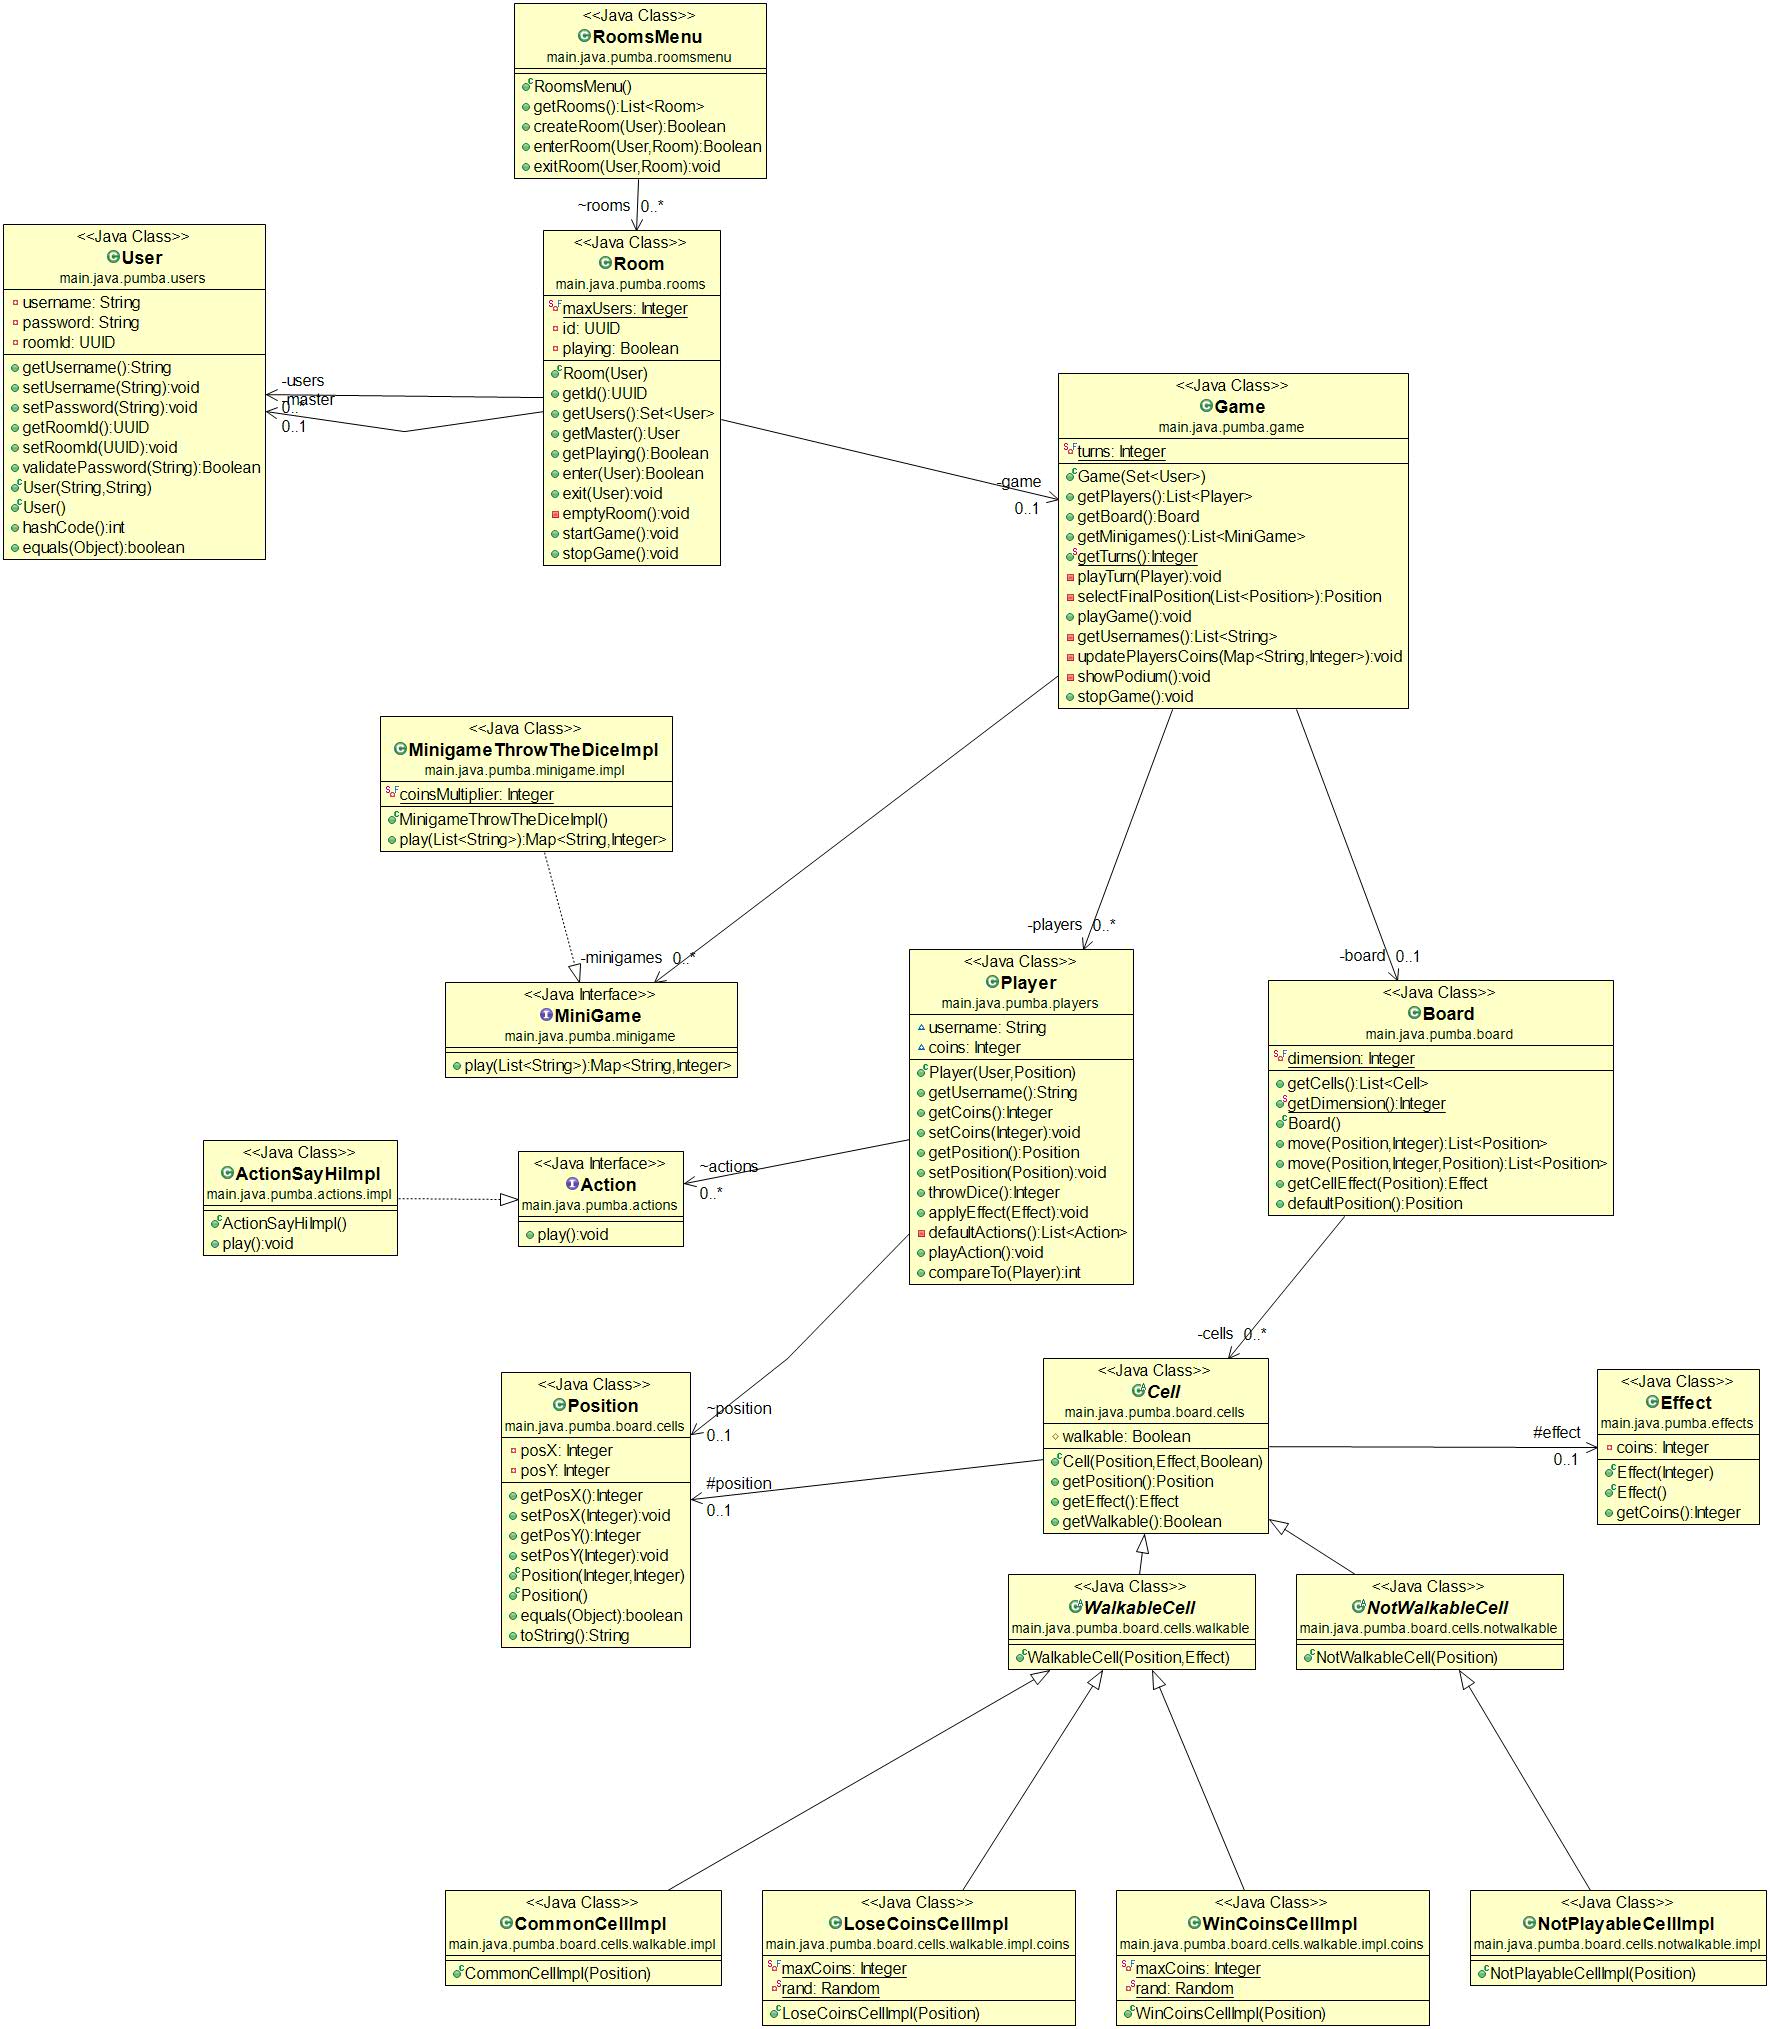 <<Java Class>>
RoomsMenu
main.java.pumba.roomsmenu
RoomsMenu()
getRooms():List<Room>
createRoom(User):Boolean
enterRoom(User,Room):Boolean
exitRoom(User,Room):void
~rooms 0..*
<<Java Class>>
User
main.java.pumba.users
username: String
password: String
roomId: UUID
getUsername():String
setUsername(String):void
setPassword(String):void
getRoomId():UUID
setRoomId(UUID):void
validatePassword(String):Boolean
User(String,String)
User()
hashCode():int
equals(Object):boolean
<<Java Class>>
Room
main.java.pumba.rooms
maxUsers: Integer
id: UUID
playing: Boolean
Room(User)
getId():UUID
getUsers():Set<User>
getMaster():User
getPlaying():Boolean
enter(User):Boolean
exit(User):void
emptyRoom():void
startGame():void
stopGame():void
-users
0..*
-master
0..1
-game
0..1
<<Java Class>>
Game
main.java.pumba.game
turns: Integer
Game(Set<User>)
getPlayers():List<Player>
getBoard():Board
getMinigames():List<MiniGame>
getTurns():Integer
playTurn(Player):void
selectFinalPosition(List<Position>):Position
playGame():void
getUsernames():List<String>
updatePlayersCoins(Map<String,Integer>):void
showPodium():void
stopGame():void
<<Java Class>>
MinigameThrowTheDiceImpl
main.java.pumba.minigame.impl
coinsMultiplier: Integer
MinigameThrowTheDiceImpl()
play(List<String>):Map<String,Integer>
-minigames 0..*
-players 0..*
-board 0..1
<<Java Interface>>
MiniGame
main.java.pumba.minigame
play(List<String>):Map<String,Integer>
<<Java Class>>
Player
main.java.pumba.players
username: String
coins: Integer
Player(User,Position)
getUsername():String
getCoins():Integer
setCoins(Integer):void
getPosition():Position
setPosition(Position):void
throwDice():Integer
applyEffect(Effect):void
defaultActions():List<Action>
playAction():void
compareTo(Player):int
<<Java Class>>
Board
main.java.pumba.board
dimension: Integer
getCells():List<Cell>
getDimension():Integer
Board()
move(Position,Integer):List<Position>
move(Position,Integer,Position):List<Position>
getCellEffect(Position):Effect
defaultPosition():Position
<<Java Class>>
ActionSayHiImpl
main.java.pumba.actions.impl
ActionSayHiImpl()
play():void
<<Java Interface>>
Action
main.java.pumba.actions
play():void
~actions
0..*
-cells 0..*
<<Java Class>>
Position
main.java.pumba.board.cells
posX: Integer
posY: Integer
getPosX():Integer
setPosX(Integer):void
getPosY():Integer
setPosY(Integer):void
Position(Integer,Integer)
Position()
equals(Object):boolean
toString():String
~position
0..1
#position
0..1
<<Java Class>>
Cell
main.java.pumba.board.cells
walkable: Boolean
Cell(Position,Effect,Boolean)
getPosition():Position
getEffect():Effect
getWalkable():Boolean
#effect
0..1
<<Java Class>>
Effect
main.java.pumba.effects
coins: Integer
Effect(Integer)
Effect()
getCoins():Integer
<<Java Class>>
WalkableCell
main.java.pumba.board.cells.walkable
WalkableCell(Position,Effect)
<<Java Class>>
NotWalkableCell
main.java.pumba.board.cells.notwalkable
NotWalkableCell(Position)
<<Java Class>>
CommonCellImpl
main.java.pumba.board.cells.walkable.impl
CommonCellImpl(Position)
<<Java Class>>
LoseCoinsCellImpl
main.java.pumba.board.cells.walkable.impl.coins
maxCoins: Integer
rand: Random
LoseCoinsCellImpl(Position)
<<Java Class>>
WinCoinsCellImpl
main.java.pumba.board.cells.walkable.impl.coins
maxCoins: Integer
rand: Random
WinCoinsCellImpl(Position)
<<Java Class>>
NotPlayableCellImpl
main.java.pumba.board.cells.notwalkable.impl
NotPlayableCellImpl(Position)